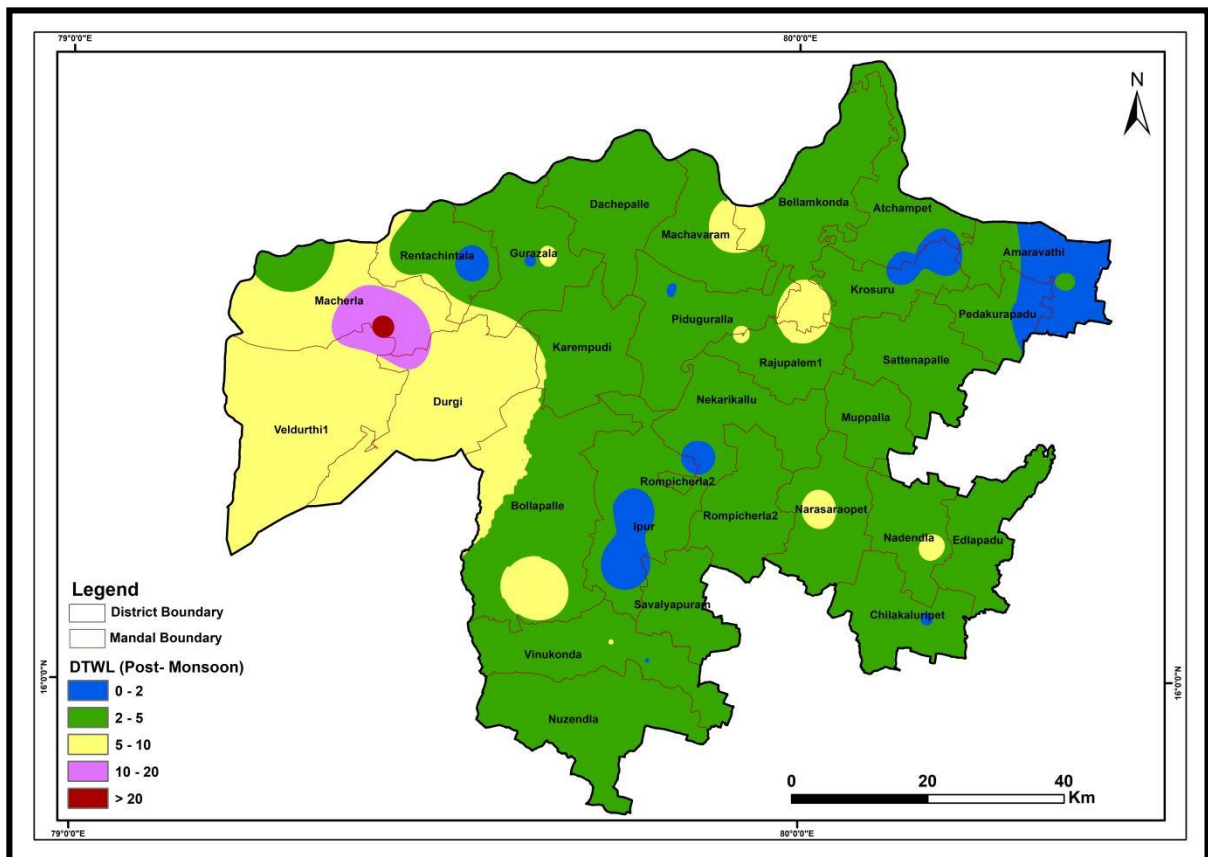 79°0'0"E
80°0'0"E
N
Dachepalle
Bellamkonda
Atchampet
Machavaram
Rentachintala
Gurazala
Amaravathi
Macherla
Krosuru
Piduguralla
Pedakurapadu
Karempudi
Rajupalem1
Sattenapalle
Durgi
Nekarikallu
Muppalla
Veldurthi1
Rompicherla2
Bollapalle
Ipur
Rompicherla2
Narasaraopet
Nadendla
Edlapadu
Savalyapuram
Chilakaluripet
Vinukonda
Nuzendla
16°0'0"N
16°0'0"N
Legend
District Boundary
Mandal Boundary
DTWL (Post- Monsoon)
0 - 2
2 - 5
5 - 10
10 - 20
> 20
0
20
40
Km
79°0'0"E
80°0'0"E